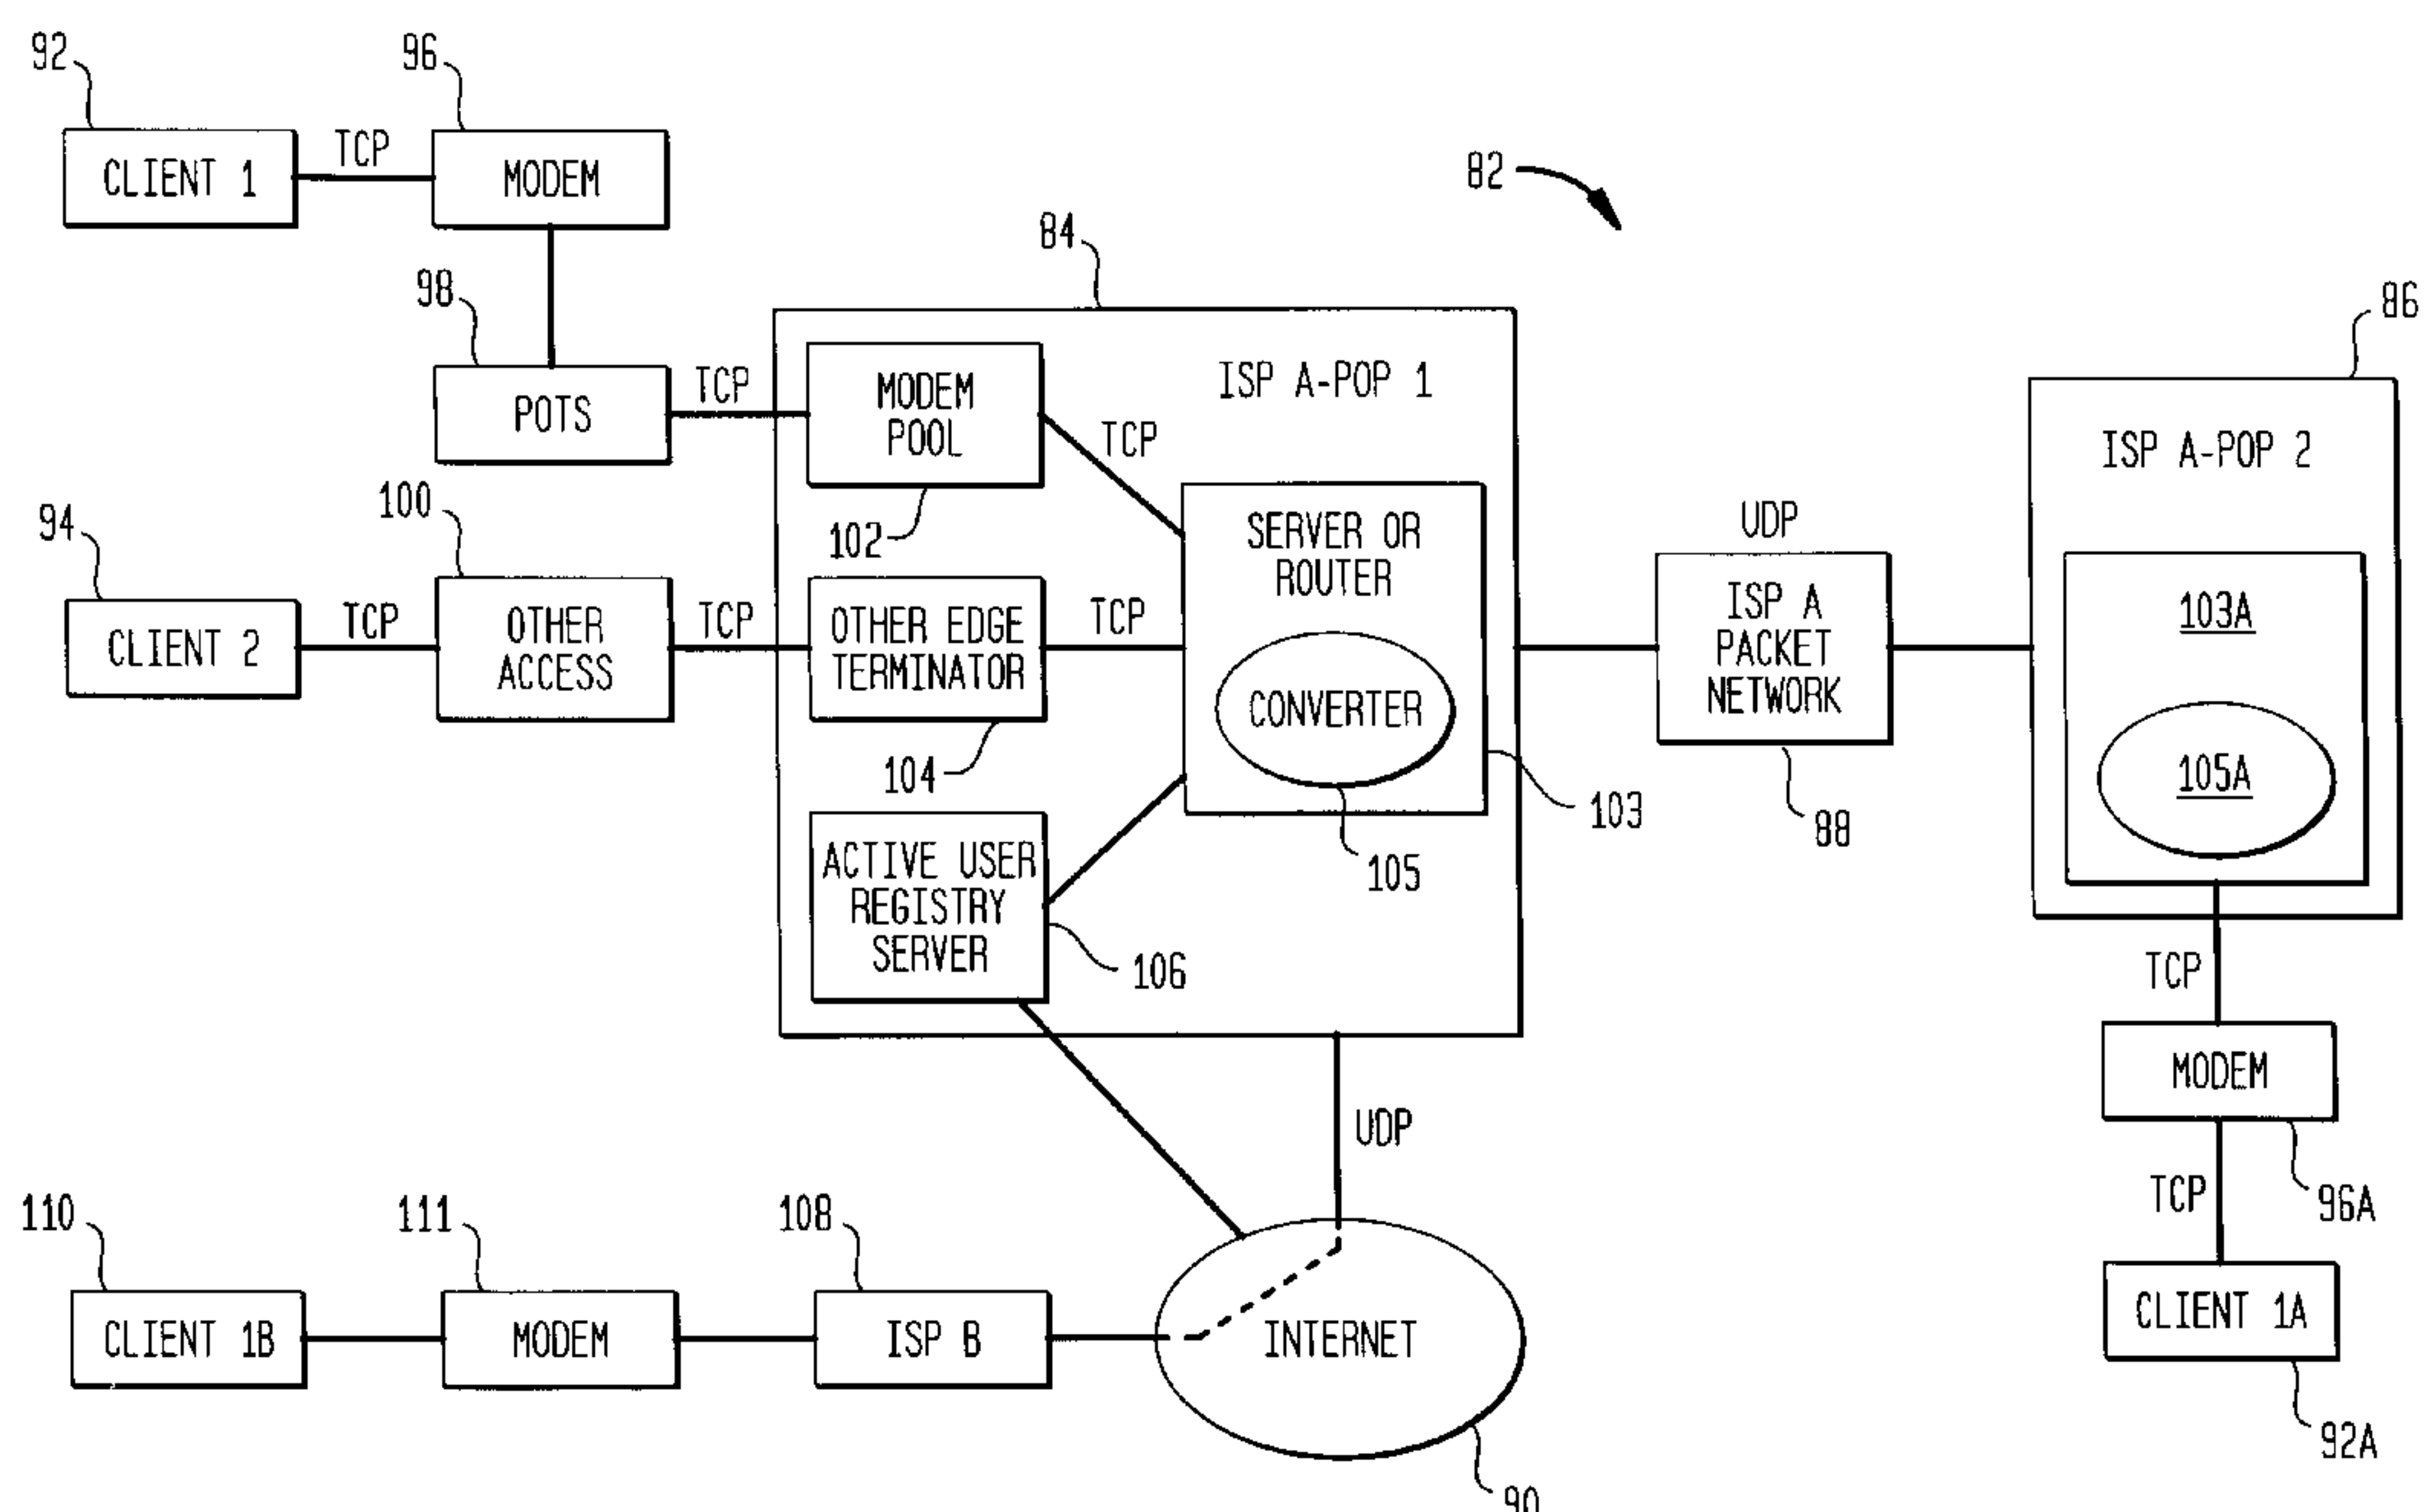 92
96
CLIENT 1
TCP
MODEM
82
84
98
86
POTS
TCP
MODEM
POOL
TCP
ISP A-POP 1
ISP A-POP 2
94
100
102
SERVER OR
ROUTER
UDP
CLIENT 2
TCP
OTHER
ACCESS
TCP
OTHER EDGE
TERMINATOR
TCP
CONVERTER
ISP A
PACKET
NETWORK
103A
105A
104
103
88
105
ACTIVE USER
REGISTRY
SERVER
106
TCP
MODEM
96A
UDP
TCP
110
111
108
CLIENT 1B
MODEM
ISP B
INTERNET
CLIENT 1A
92A
90